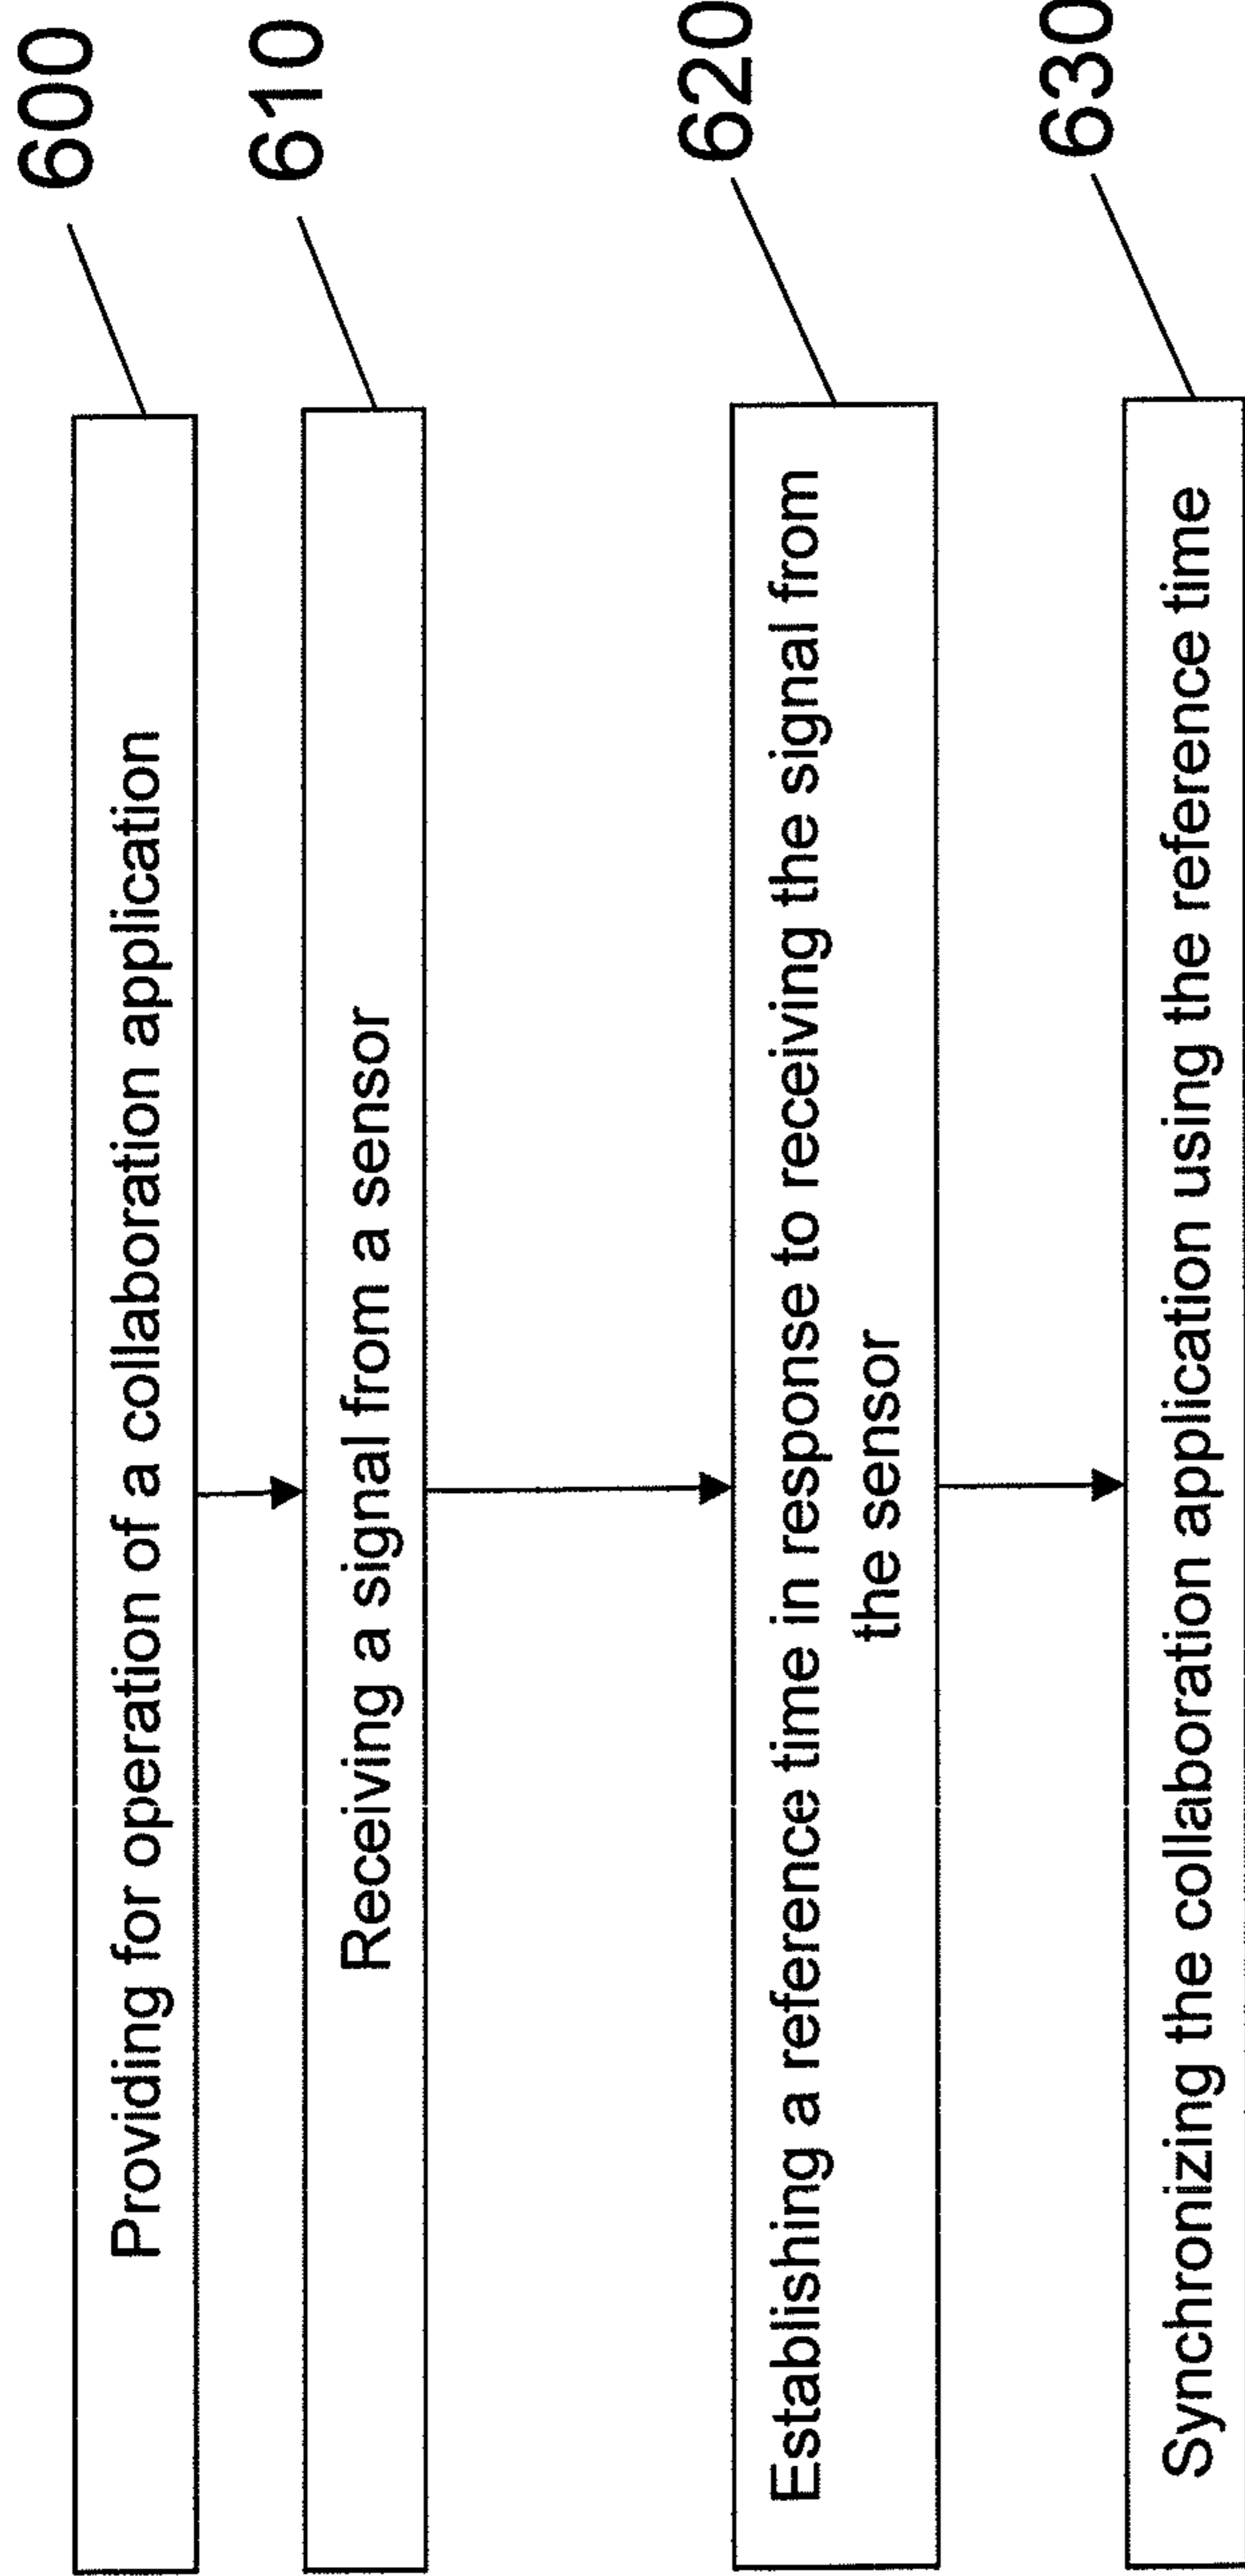 Providing for operation of a collaboration application
600
Receiving a signal from a sensor
610
Establishing a reference time in response to receiving the signal from
the sensor
620
Synchronizing the collaboration application using the reference time
630